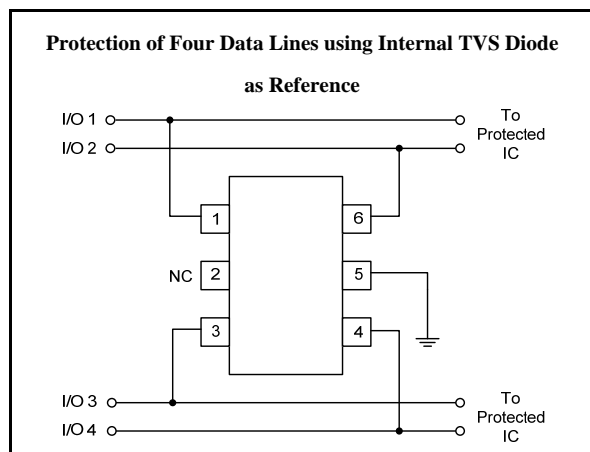 Protection of Four Data Lines using Internal TVS Diode
as Reference
I/O 1
I/O 2
To
Protected
IC
1
6
NC
2
5
3
4
I/O 3
I/O 4
To
Protected
IC